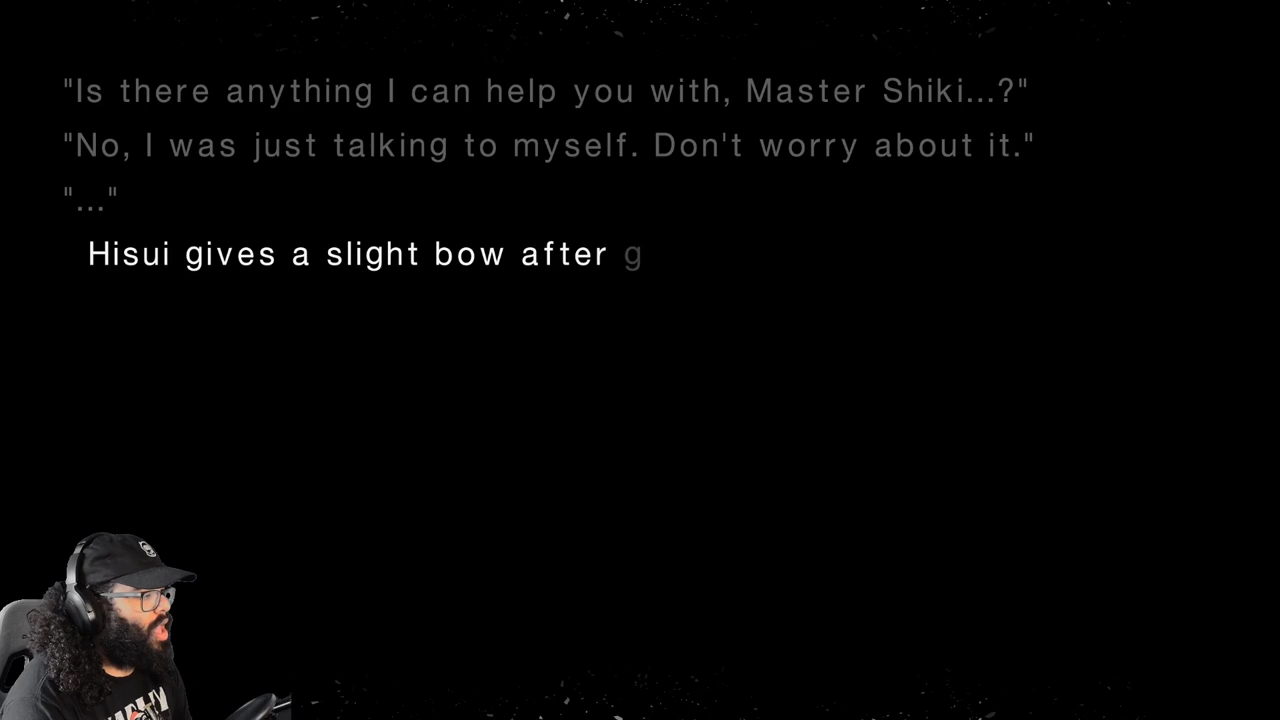 "Is there anything I can help you with, Master Shiki...?"
"No, I was just talking to myself. Don't worry about it."
"..."
Hisui gives a slight bow after g